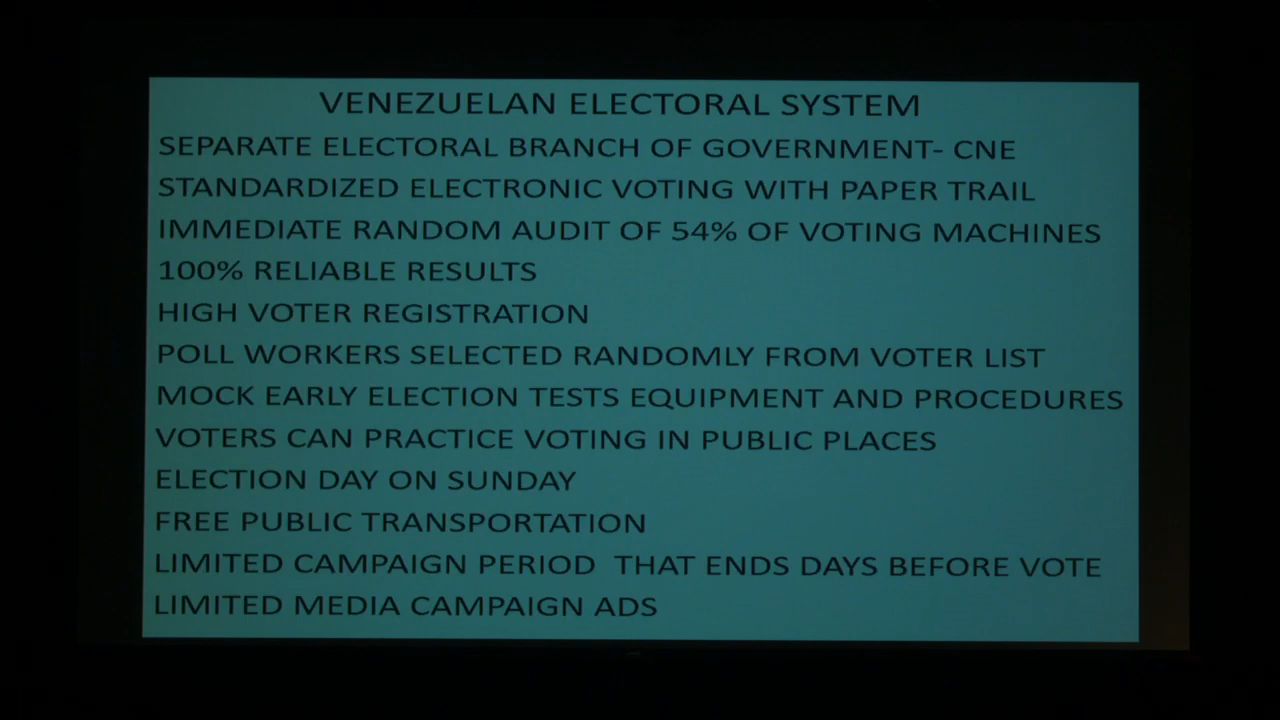 VENEZUELAN ELECTORAL SYSTEM
SEPARATE ELECTORAL BRANCH OF GOVERNMENT- CNE
STANDARDIZED ELECTRONIC VOTING WITH PAPER TRAIL
IMMEDIATE RANDOM AUDIT OF 54% OF VOTING MACHINES
100% RELIABLE RESULTS
HIGH VOTER REGISTRATION
POLL WORKERS SELECTED RANDOMLY FROM VOTER LIST
MOCK EARLY ELECTION TESTS EQUIPMENT AND PROCEDURES
VOTERS CAN PRACTICE VOTING IN PUBLIC PLACES
ELECTION DAY ON SUNDAY
FREE PUBLIC TRANSPORTATION
LIMITED CAMPAIGN PERIOD  THAT ENDS DAYS BEFORE VOTE
LIMITED MEDIA CAMPAIGN ADS